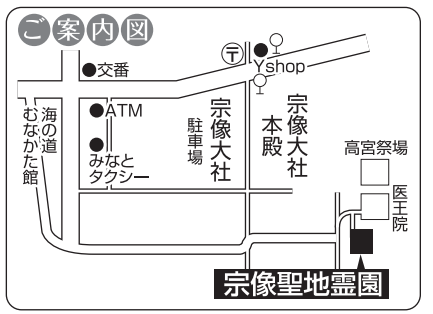 ご案内図
交番
〒
Yshop
ATM
みなと
タクシー
海の道
むなかた館
宗像大社
駐車場
宗像大社
本殿
高宮祭場
医王院
宗像聖地霊園